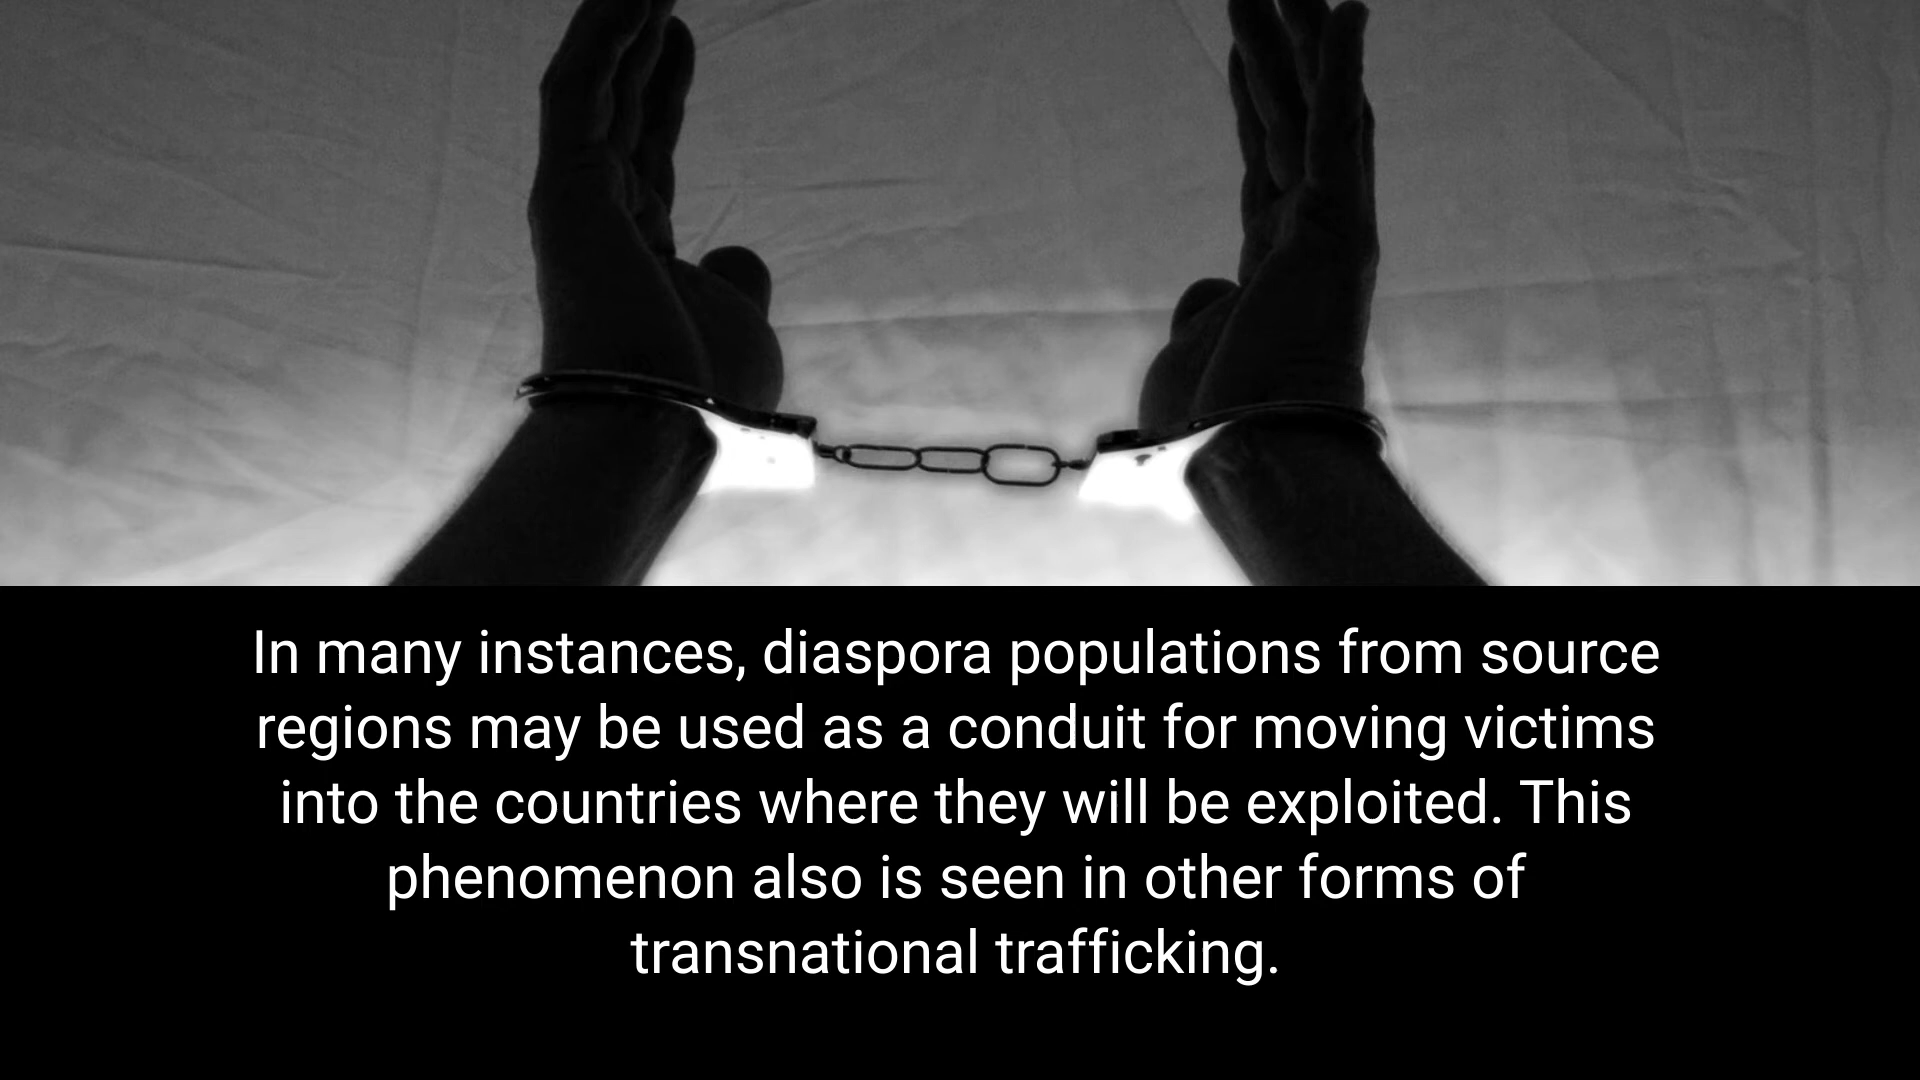 In many instances, diaspora populations from source
regions may be used as a conduit for moving victims
into the countries where they will be exploited. This
phenomenon also is seen in other forms of
transnational trafficking.